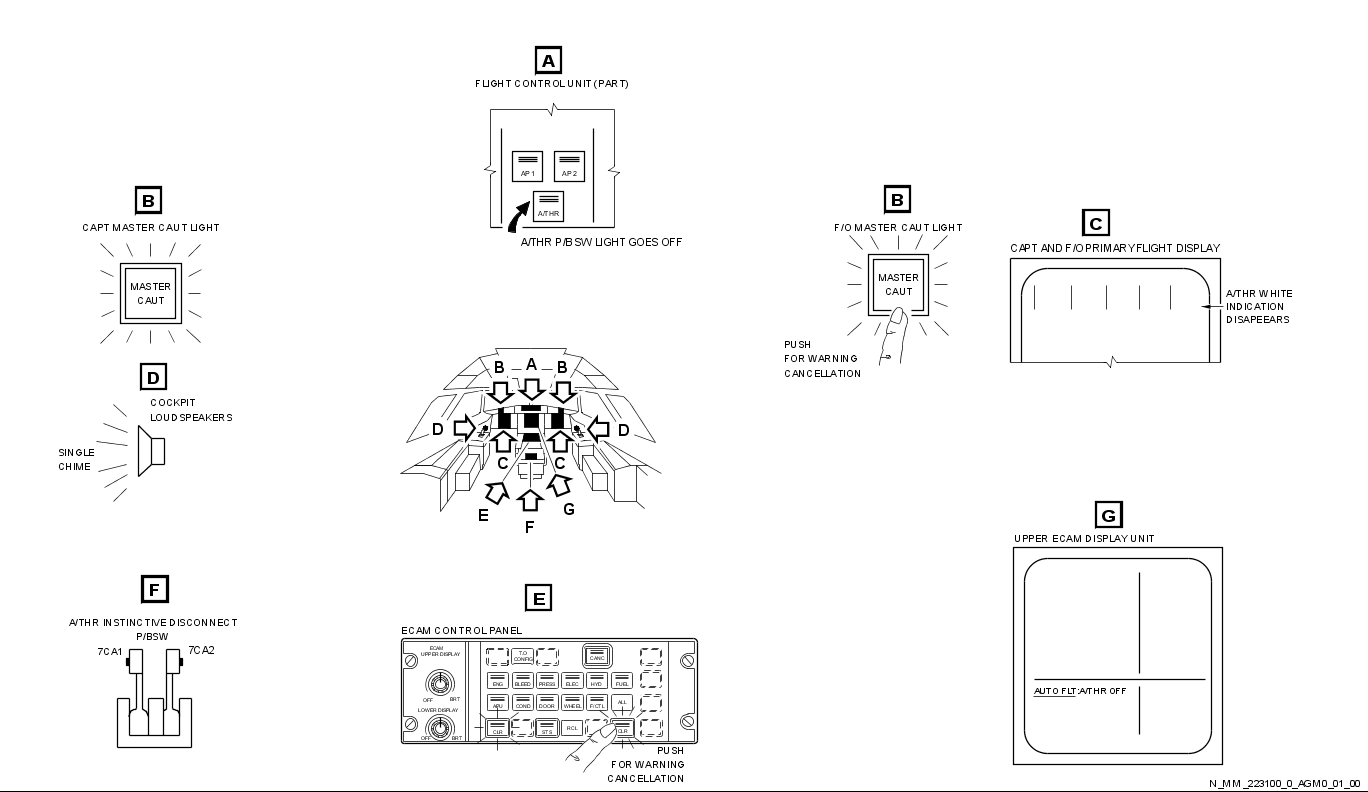 A
FLIGHT CONTROL UNIT (PART)
AP1
AP2
A/THR
A/THR P/BSW LIGHT GOES OFF
B
CAPT MASTER CAUT LIGHT
MASTER
CAUT
B
F/O MASTER CAUT LIGHT
MASTER
CAUT
PUSH
FOR WARNING
CANCELLATION
C
CAPT AND F/O PRIMARY FLIGHT DISPLAY
A/THR WHITE
INDICATION
DISAPEEARS
D
COCKPIT
LOUDSPEAKERS
SINGLE
CHIME
B
A
B
D
D
C
C
E
F
G
F
A/THR INSTINCTIVE DISCONNECT
P/BSW
7CA1
7CA2
E
ECAM CONTROL PANEL
ECAM
UPPER DISPLAY
OFF
BRT
LOWER DISPLAY
OFF
BRT
T.O
CONFIG
CANC
ENG
BLEED
PRESS
ELEC
HYD
FUEL
APU
COND
DOOR
WHEEL
F/CTL
ALL
CLR
STS
RCL
CLR
PUSH
FOR WARNING
CANCELLATION
G
UPPER ECAM DISPLAY UNIT
AUTO FLT:A/THR OFF
N_MM_223100_0_AGM0_01_00